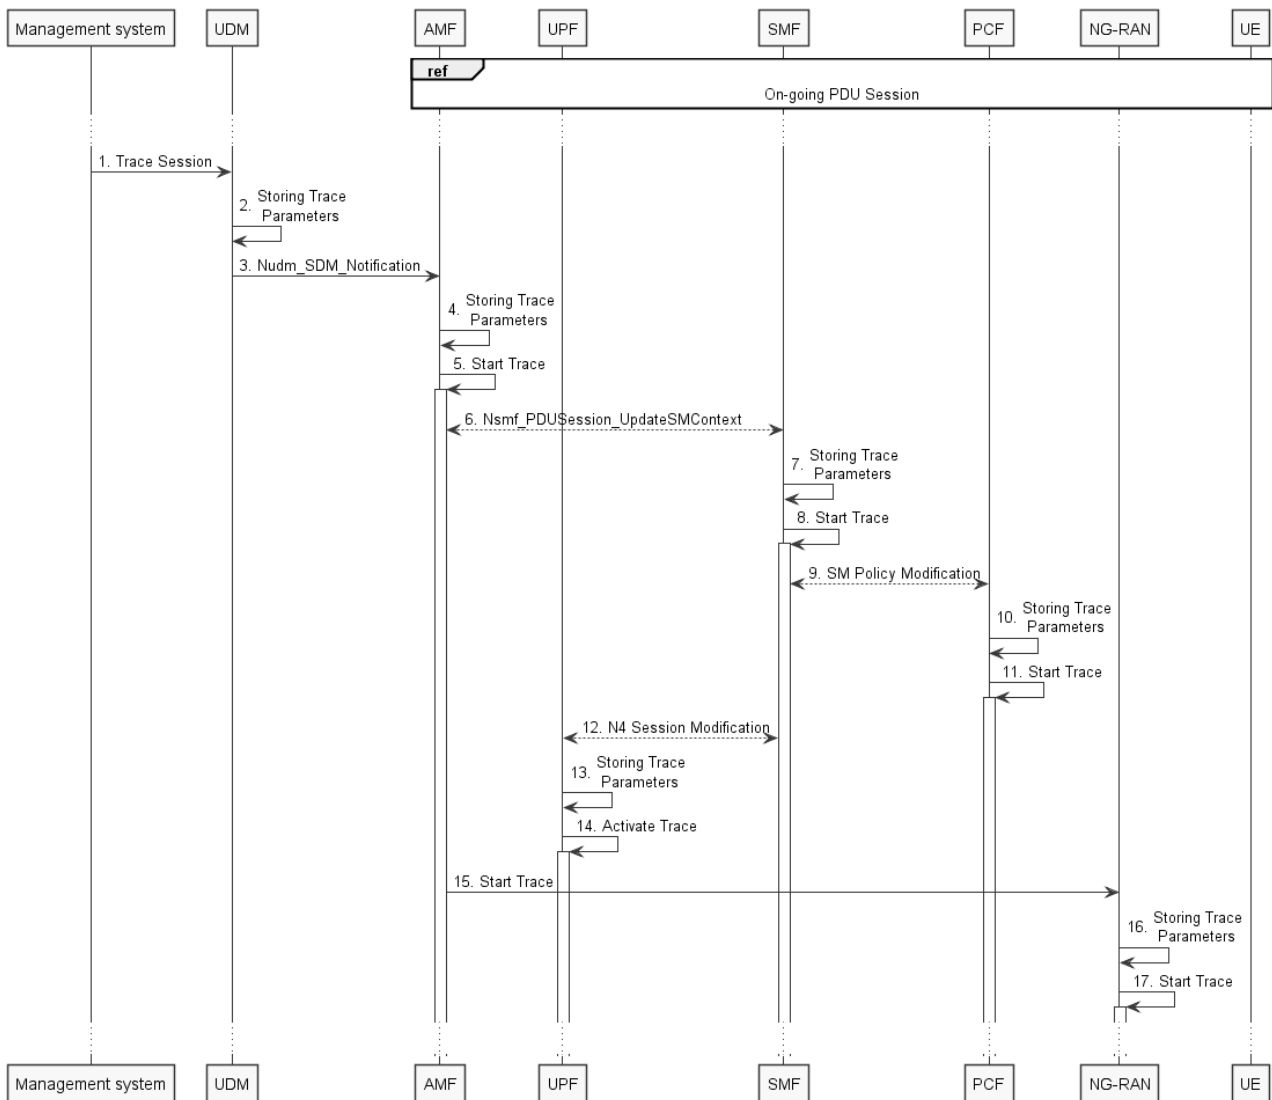 Management system
UDM
AMF
UPF
SMF
PCF
NG-RAN
UE
ref
On-going PDU Session
1. Trace Session
2. Storing Trace
Parameters
3. Nudm_SDM_Notification
4. Storing Trace
Parameters
5. Start Trace
6. Nsmf_PDUSession_UpdateSMContext
7. Storing Trace
Parameters
8. Start Trace
9. SM Policy Modification
10. Storing Trace
Parameters
11. Start Trace
12. N4 Session Modification
13. Storing Trace
Parameters
14. Activate Trace
15. Start Trace
16. Storing Trace
Parameters
17. Start Trace
Management system
UDM
AMF
UPF
SMF
PCF
NG-RAN
UE